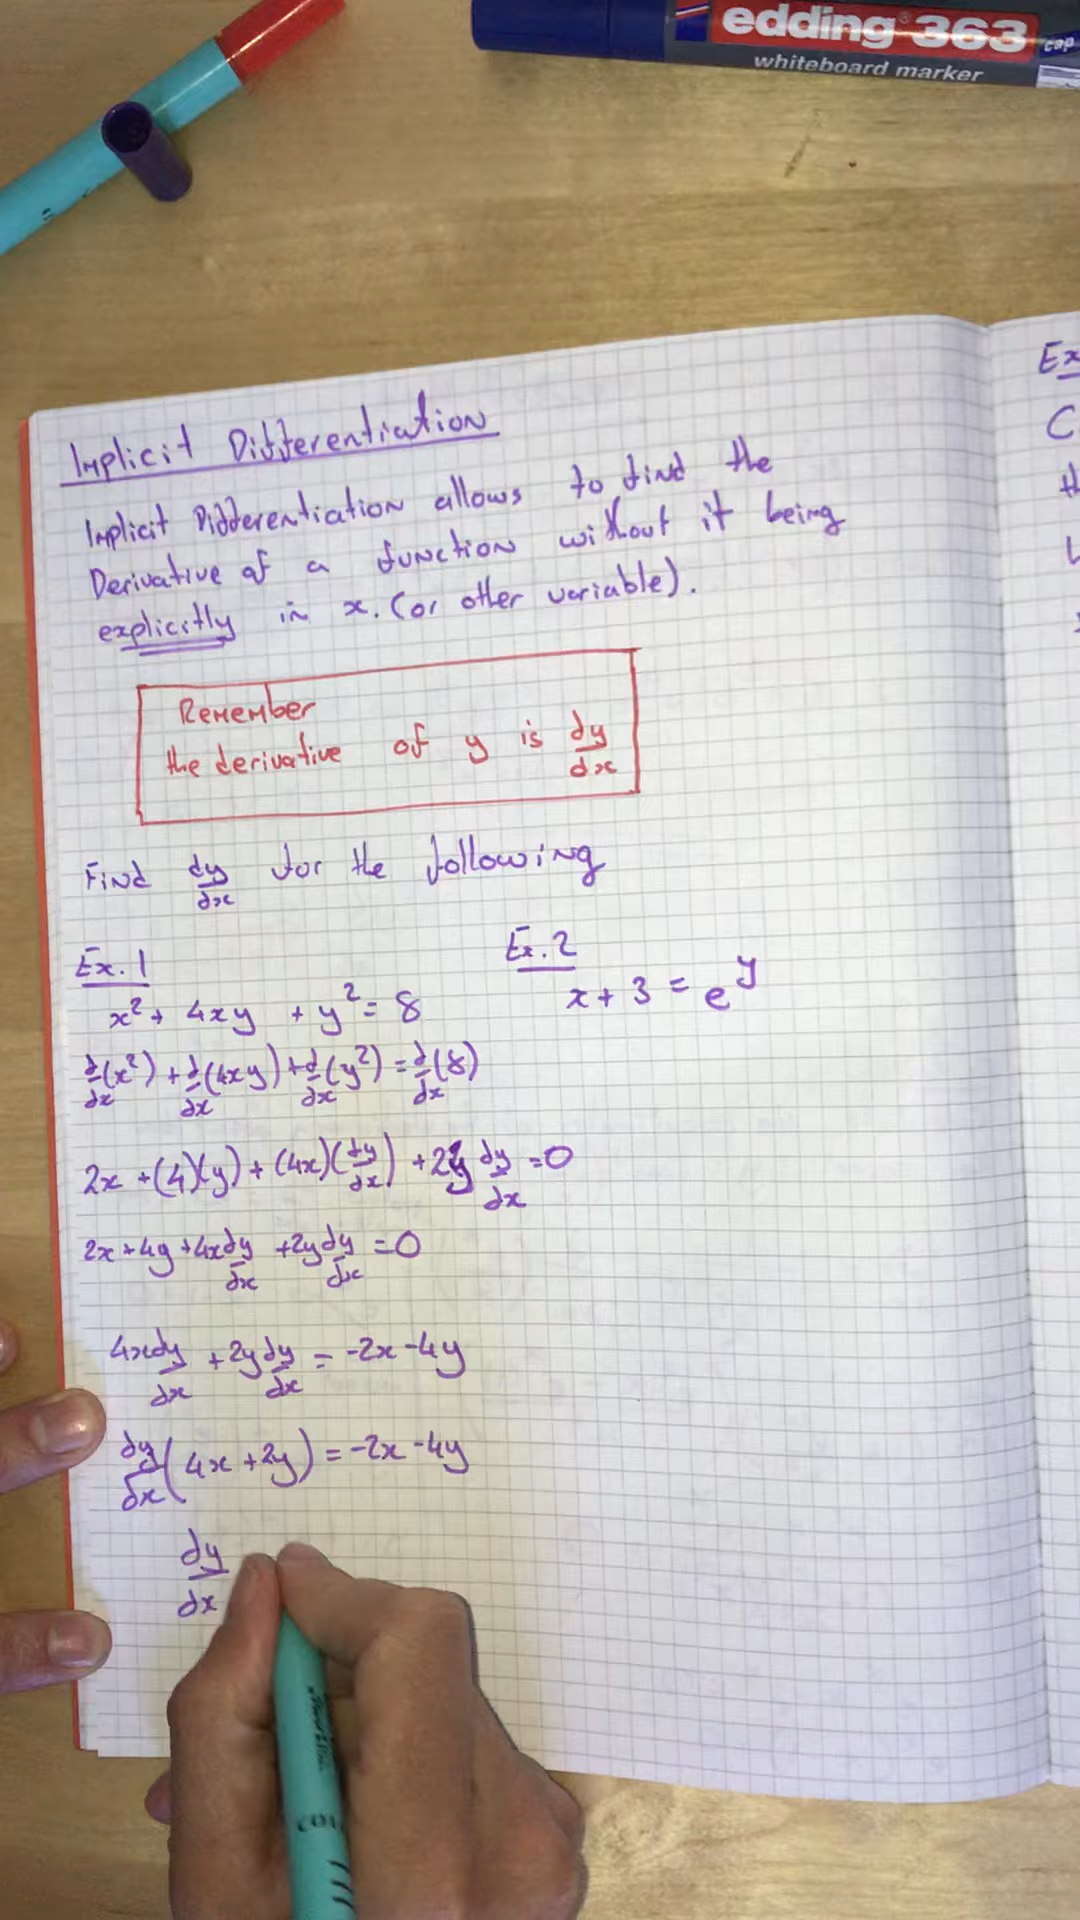 edding 363
cap
whiteboard marker
Implicit Differentiation
Implicit Differentiation allows to find the
Derivative of a function without it being
explicitly in x. (or other variable).
Remember
the derivative of y is dy/dx
Find dy/dx for the following
Ex. 1
x² + 4xy + y² = 8
d/dx(x²) + d/dx(4xy) + d/dx(y²) = d/dx(8)
2x + (4)(y) + (4x)(dy/dx) + 2y dy/dx = 0
2x + 4y + 4x dy/dx + 2y dy/dx = 0
4x dy/dx + 2y dy/dx = -2x - 4y
dy/dx (4x + 2y) = -2x - 4y
dy/dx
Ex. 2
x + 3 = e^y